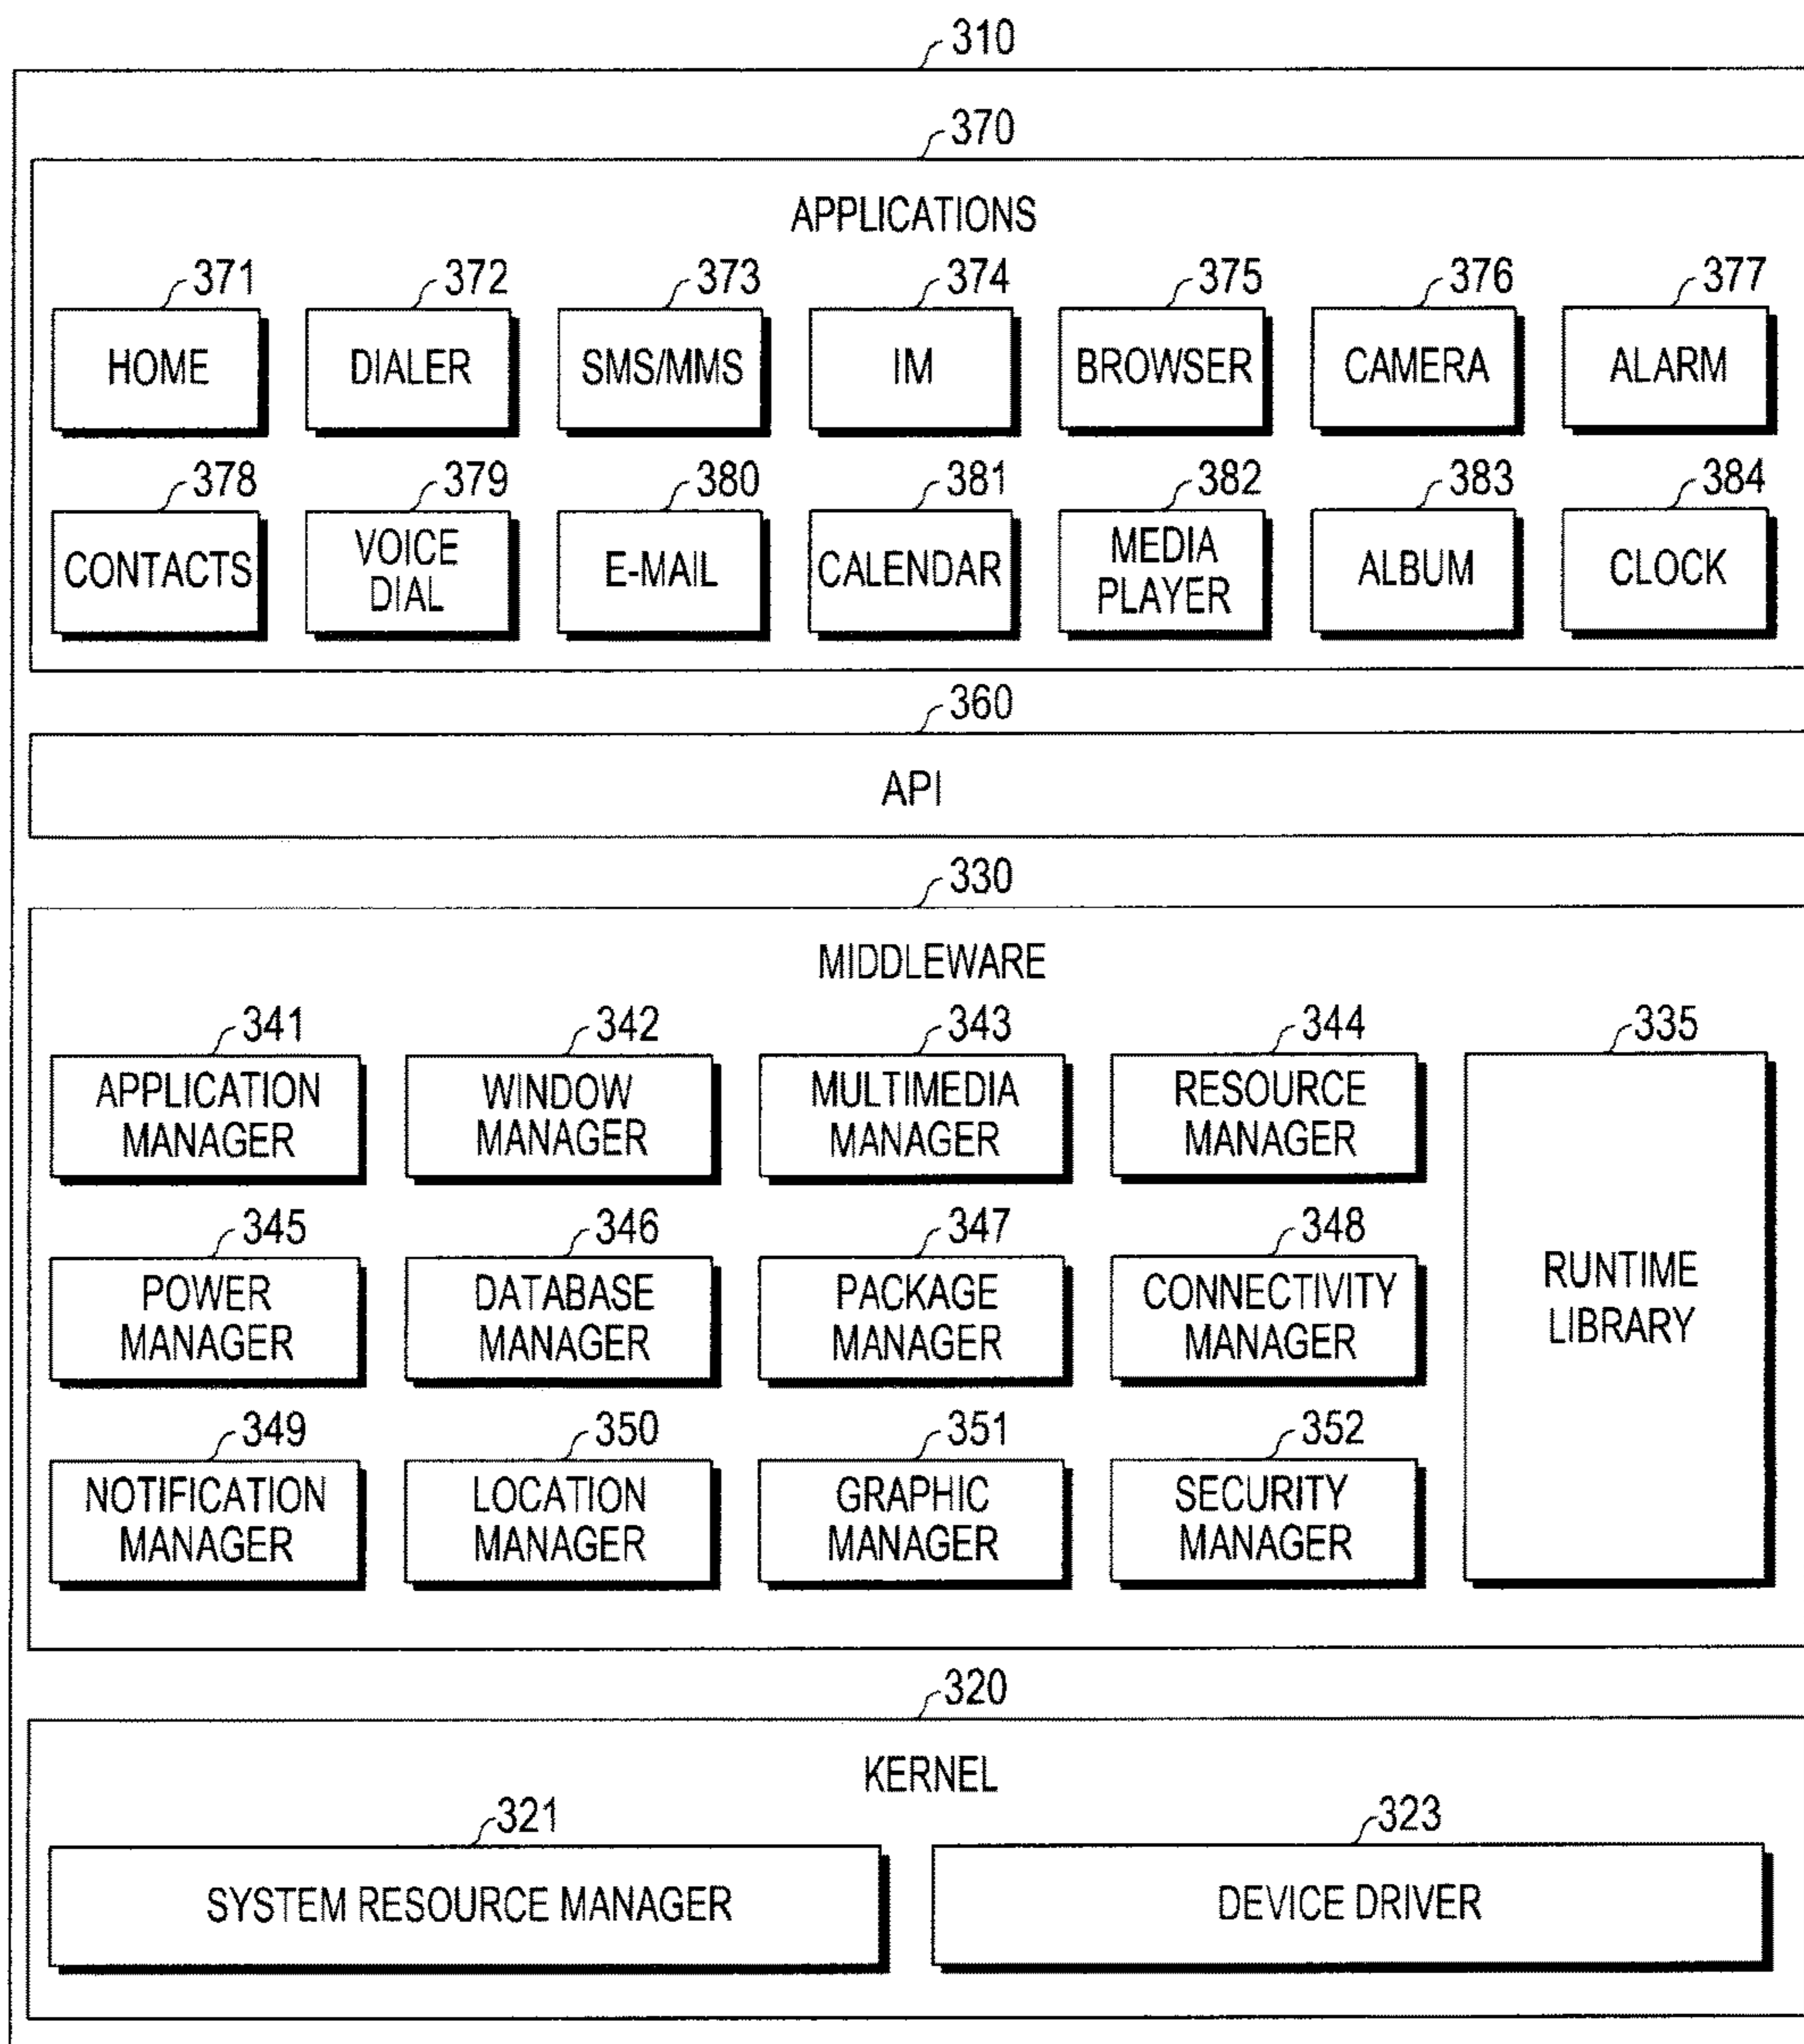 310
370
APPLICATIONS
371 372 373 374 375 376 377
HOME DIALER SMS/MMS IM BROWSER CAMERA ALARM
378 379 380 381 382 383 384
CONTACTS VOICE DIAL E-MAIL CALENDAR MEDIA PLAYER ALBUM CLOCK
360
API
330
MIDDLEWARE
341 342 343 344 335
APPLICATION MANAGER WINDOW MANAGER MULTIMEDIA MANAGER RESOURCE MANAGER
345 346 347 348
POWER MANAGER DATABASE MANAGER PACKAGE MANAGER CONNECTIVITY MANAGER RUNTIME LIBRARY
349 350 351 352
NOTIFICATION MANAGER LOCATION MANAGER GRAPHIC MANAGER SECURITY MANAGER
320
KERNEL
321 323
SYSTEM RESOURCE MANAGER DEVICE DRIVER